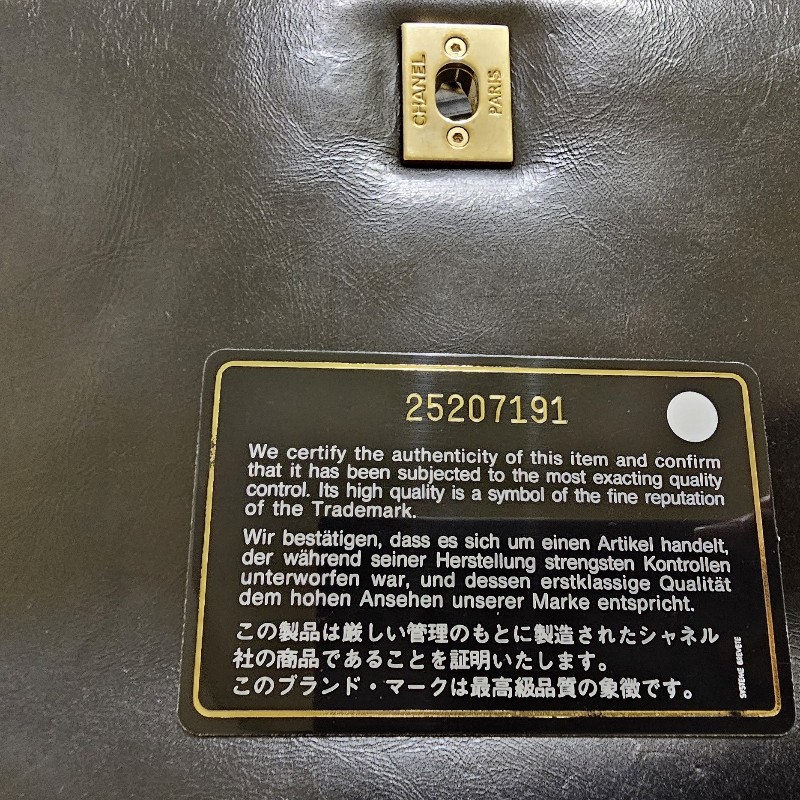 CHANEL
PARIS
25207191
We certify the authenticity of this item and confirm
that it has been subjected to the most exacting quality
control. Its high quality is a symbol of the fine reputation
of the Trademark.
Wir bestätigen, dass es sich um einen Artikel handelt,
der während seiner Herstellung strengsten Kontrollen
unterworfen war, und dessen erstklassige Qualität
dem hohen Ansehen unserer Marke entspricht.
この製品は厳しい管理のもとに製造されたシャネル
社の商品であることを証明いたします。
このブランド・マークは最高級品質の象徴です。
SYSTEME BREVETE